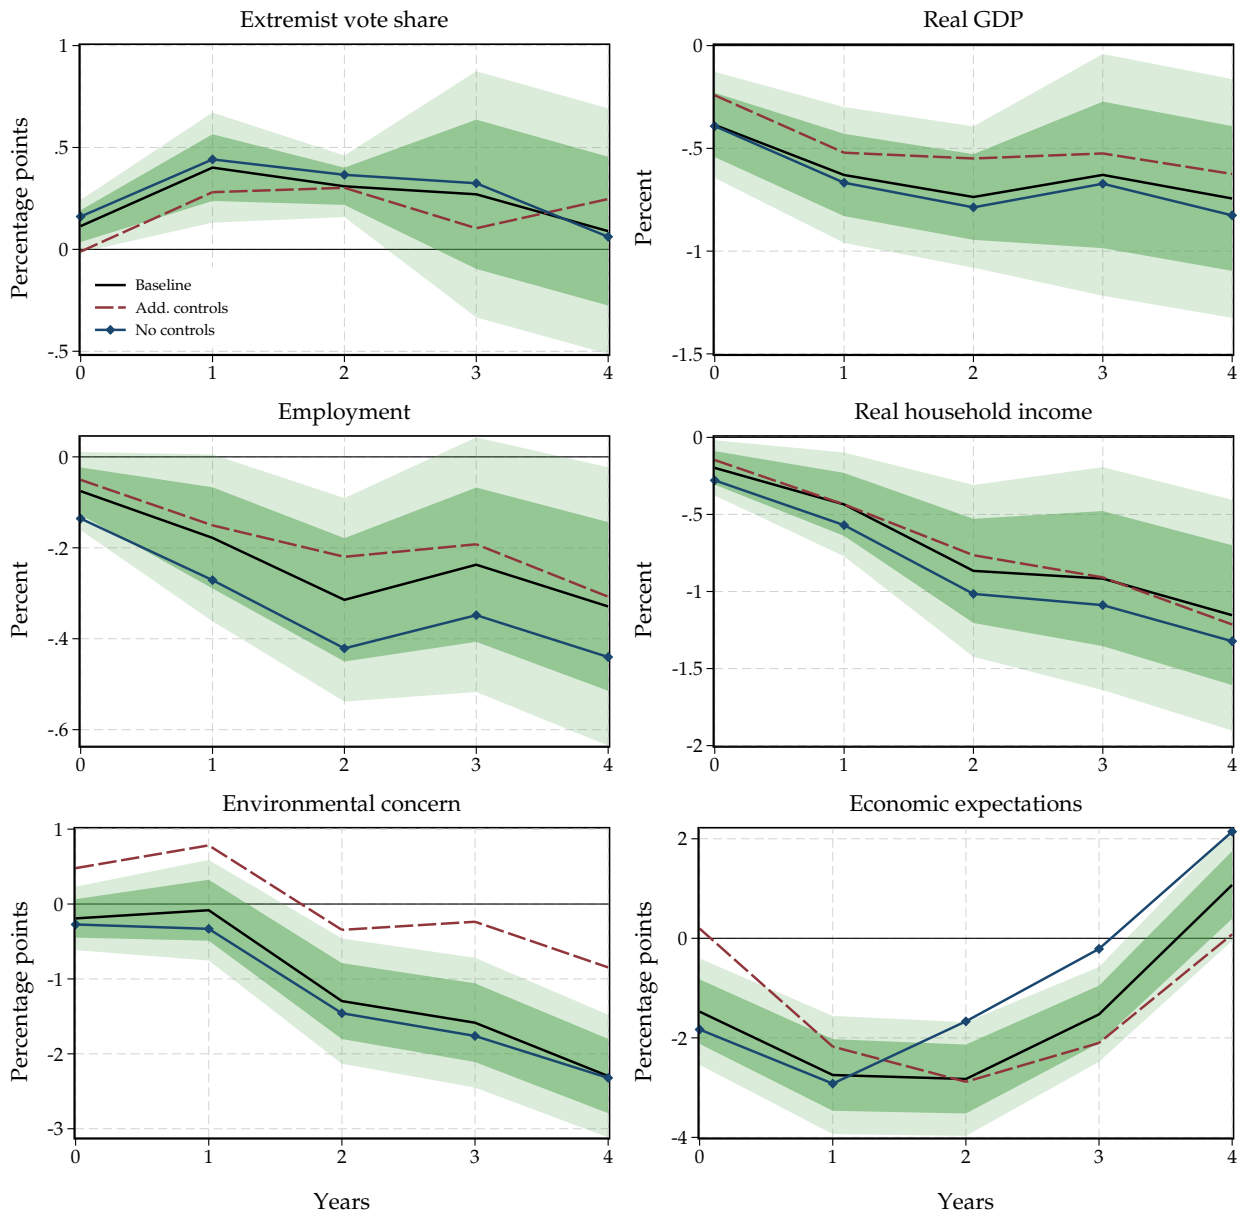 Extremist vote share
Percentage points
1
.5
0
-.5
Baseline
Add. controls
No controls
0 1 2 3 4
Real GDP
Percent
0
-.5
-1
-1.5
0 1 2 3 4
Employment
Percent
0
-.2
-.4
-.6
0 1 2 3 4
Real household income
Percent
0
-.5
-1
-1.5
-2
0 1 2 3 4
Environmental concern
Percentage points
1
0
-1
-2
-3
0 1 2 3 4
Years
Economic expectations
Percentage points
2
0
-2
-4
0 1 2 3 4
Years